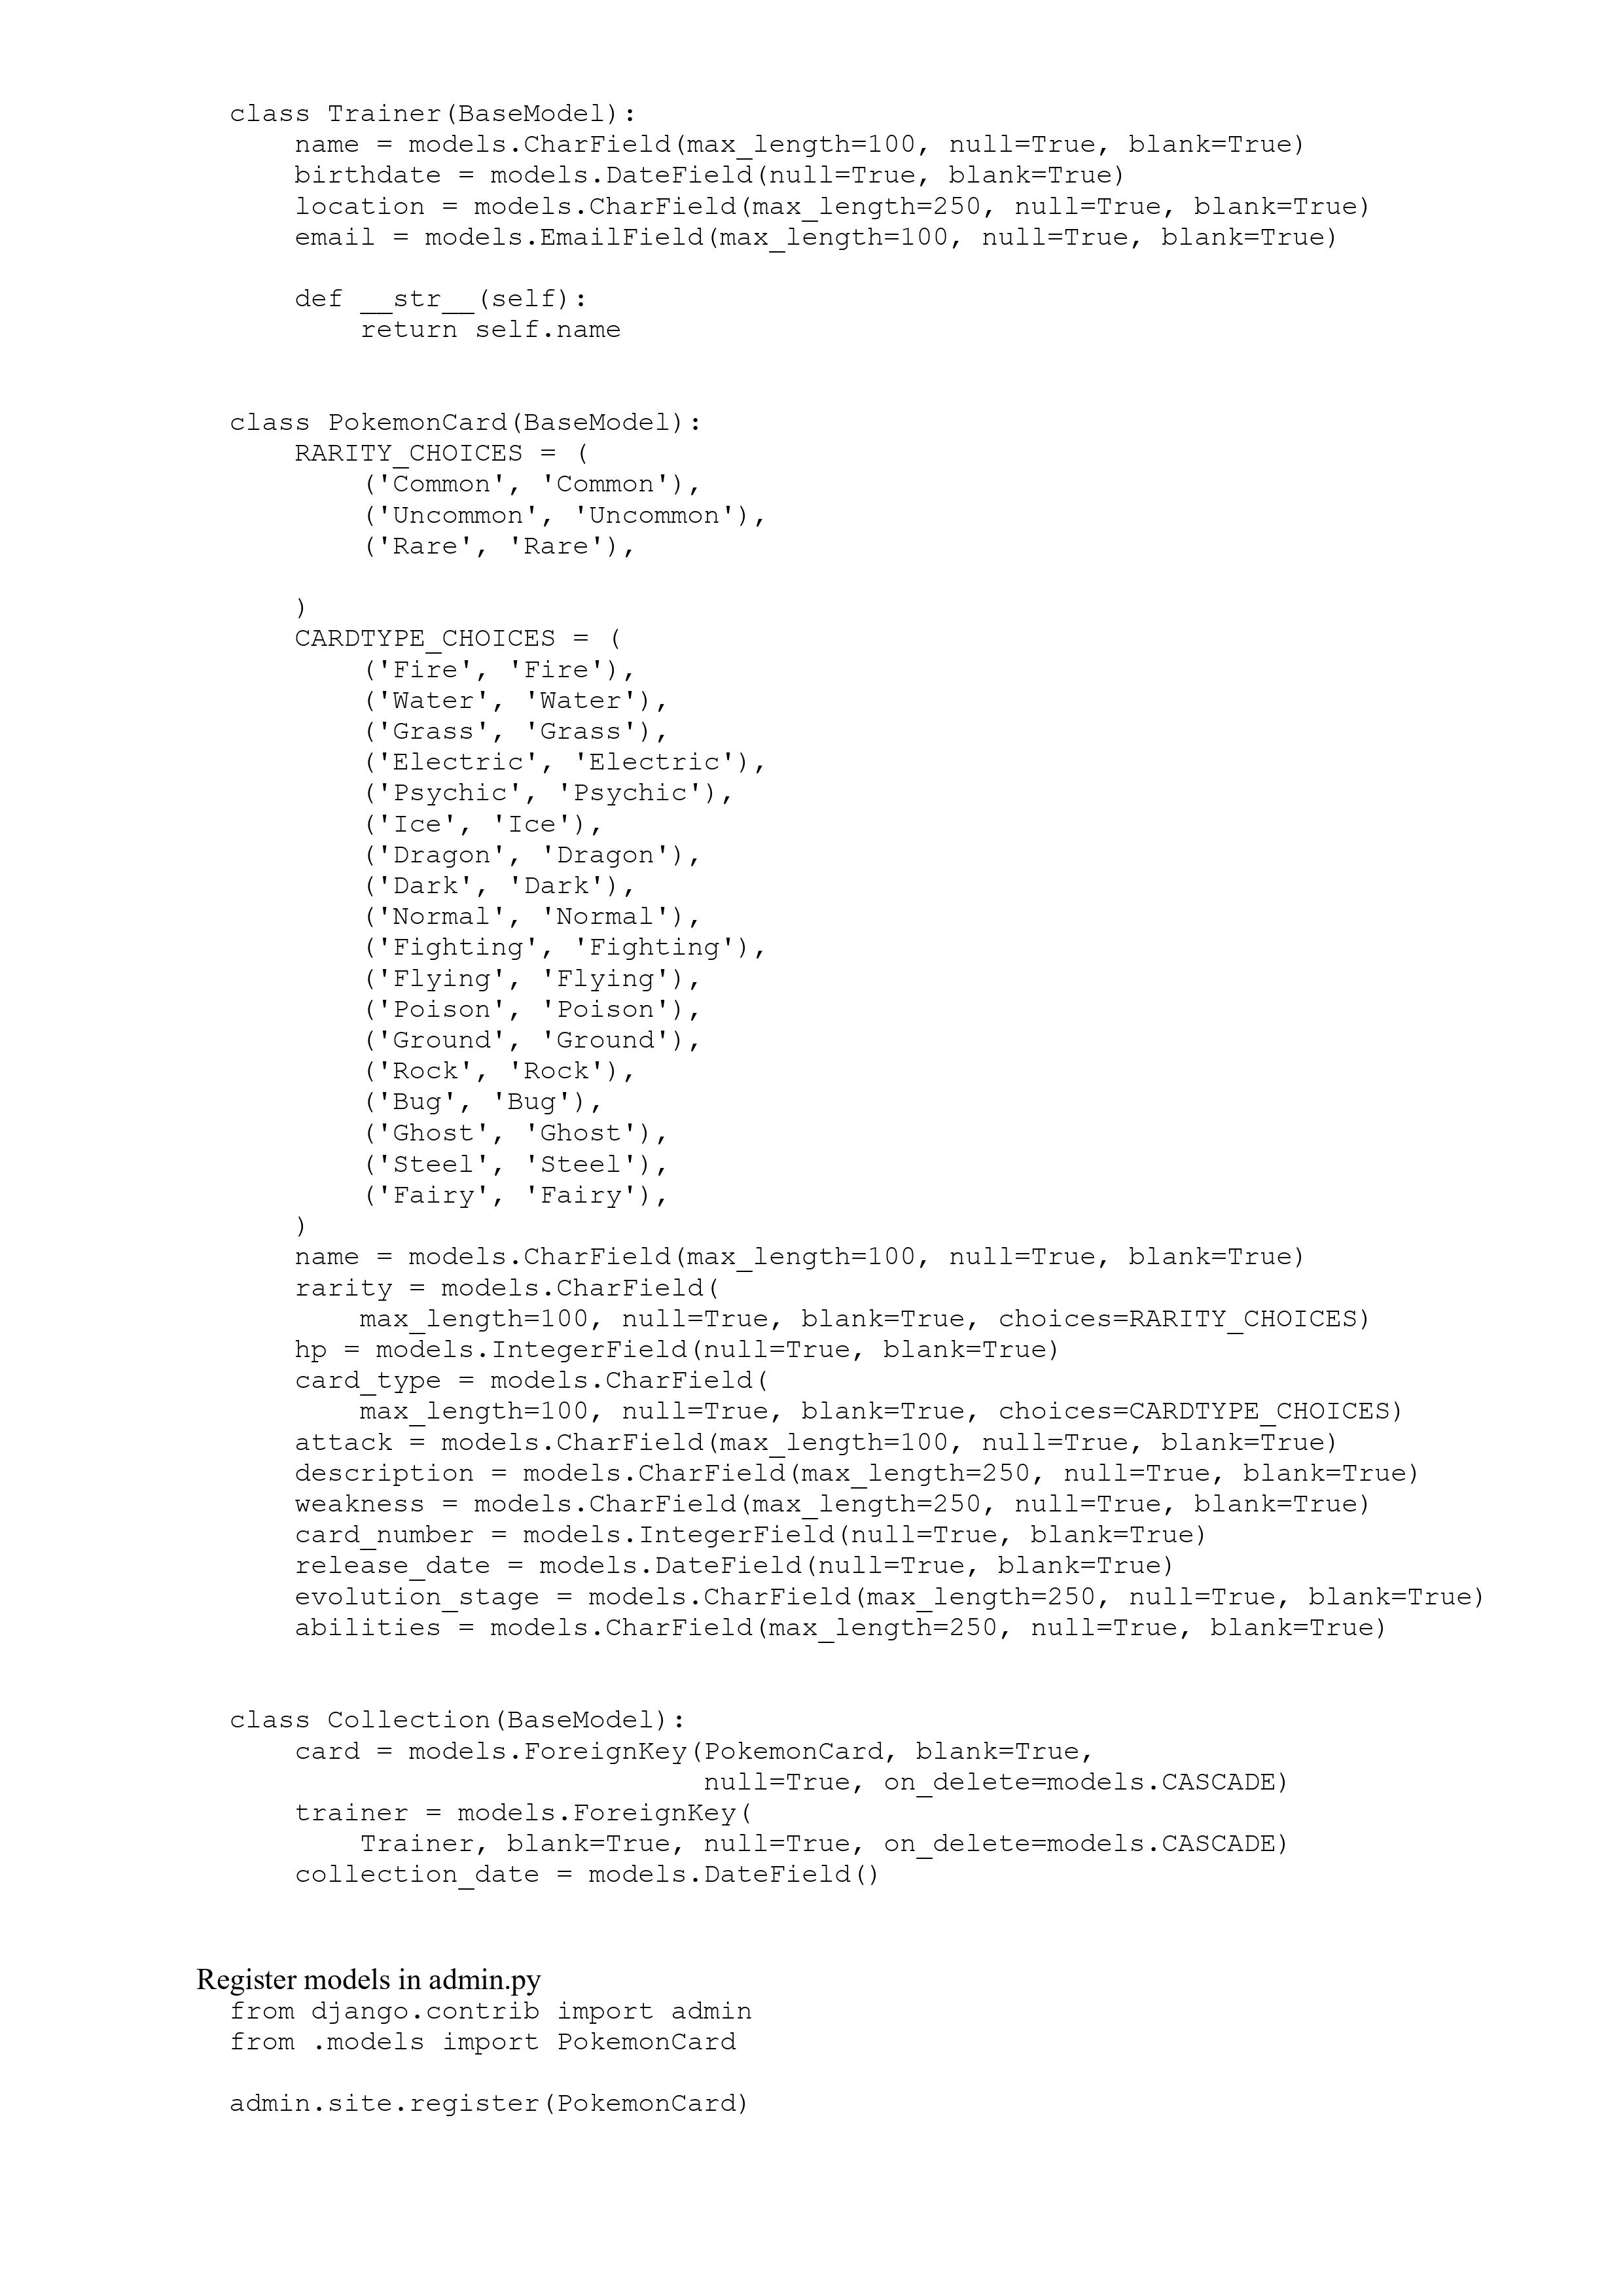 class Trainer(BaseModel):
    name = models.CharField(max_length=100, null=True, blank=True)
    birthdate = models.DateField(null=True, blank=True)
    location = models.CharField(max_length=250, null=True, blank=True)
    email = models.EmailField(max_length=100, null=True, blank=True)

    def __str__(self):
        return self.name


class PokemonCard(BaseModel):
    RARITY_CHOICES = (
        ('Common', 'Common'),
        ('Uncommon', 'Uncommon'),
        ('Rare', 'Rare'),

    )
    CARDTYPE_CHOICES = (
        ('Fire', 'Fire'),
        ('Water', 'Water'),
        ('Grass', 'Grass'),
        ('Electric', 'Electric'),
        ('Psychic', 'Psychic'),
        ('Ice', 'Ice'),
        ('Dragon', 'Dragon'),
        ('Dark', 'Dark'),
        ('Normal', 'Normal'),
        ('Fighting', 'Fighting'),
        ('Flying', 'Flying'),
        ('Poison', 'Poison'),
        ('Ground', 'Ground'),
        ('Rock', 'Rock'),
        ('Bug', 'Bug'),
        ('Ghost', 'Ghost'),
        ('Steel', 'Steel'),
        ('Fairy', 'Fairy'),
    )
    name = models.CharField(max_length=100, null=True, blank=True)
    rarity = models.CharField(
        max_length=100, null=True, blank=True, choices=RARITY_CHOICES)
    hp = models.IntegerField(null=True, blank=True)
    card_type = models.CharField(
        max_length=100, null=True, blank=True, choices=CARDTYPE_CHOICES)
    attack = models.CharField(max_length=100, null=True, blank=True)
    description = models.CharField(max_length=250, null=True, blank=True)
    weakness = models.CharField(max_length=250, null=True, blank=True)
    card_number = models.IntegerField(null=True, blank=True)
    release_date = models.DateField(null=True, blank=True)
    evolution_stage = models.CharField(max_length=250, null=True, blank=True)
    abilities = models.CharField(max_length=250, null=True, blank=True)


class Collection(BaseModel):
    card = models.ForeignKey(PokemonCard, blank=True,
                             null=True, on_delete=models.CASCADE)
    trainer = models.ForeignKey(
        Trainer, blank=True, null=True, on_delete=models.CASCADE)
    collection_date = models.DateField()


Register models in admin.py
from django.contrib import admin
from .models import PokemonCard

admin.site.register(PokemonCard)